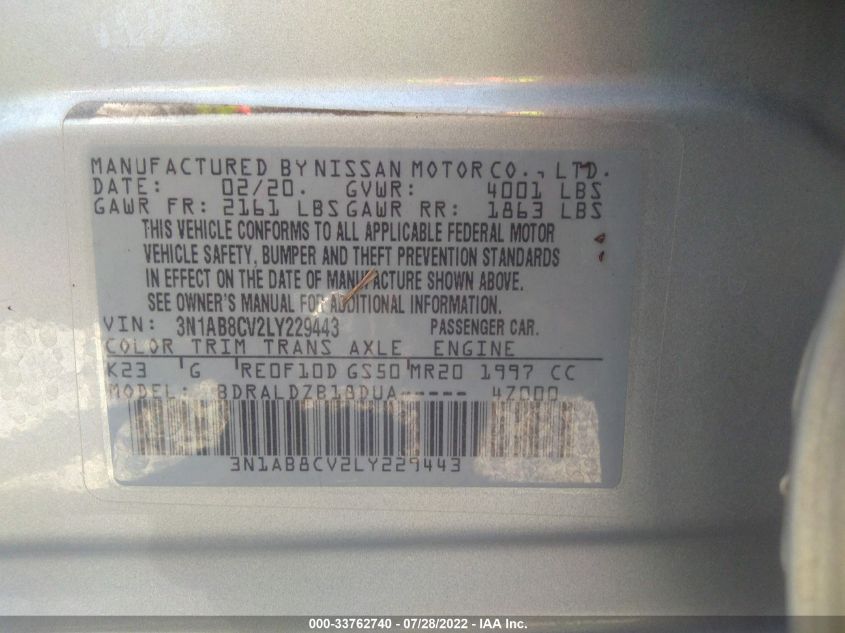 MANUFACTURED BY NISSAN MOTOR CO., LTD.
DATE: 02/20. GVWR: 4001 LBS
GAWR FR: 2161 LBS GAWR RR: 1863 LBS
THIS VEHICLE CONFORMS TO ALL APPLICABLE FEDERAL MOTOR
VEHICLE SAFETY, BUMPER AND THEFT PREVENTION STANDARDS
IN EFFECT ON THE DATE OF MANUFACTURE SHOWN ABOVE.
SEE OWNER'S MANUAL FOR ADDITIONAL INFORMATION.
VIN: 3N1AB8CV2LY229443 PASSENGER CAR.
COLOR TRIM TRANS AXLE ENGINE
K23 G RE0F10D GS50 MR20 1997 CC
MODEL: BDRALDZB18DUA----- 4Z000
3N1AB8CV2LY229443
000-33762740 - 07/28/2022 - IAA Inc.